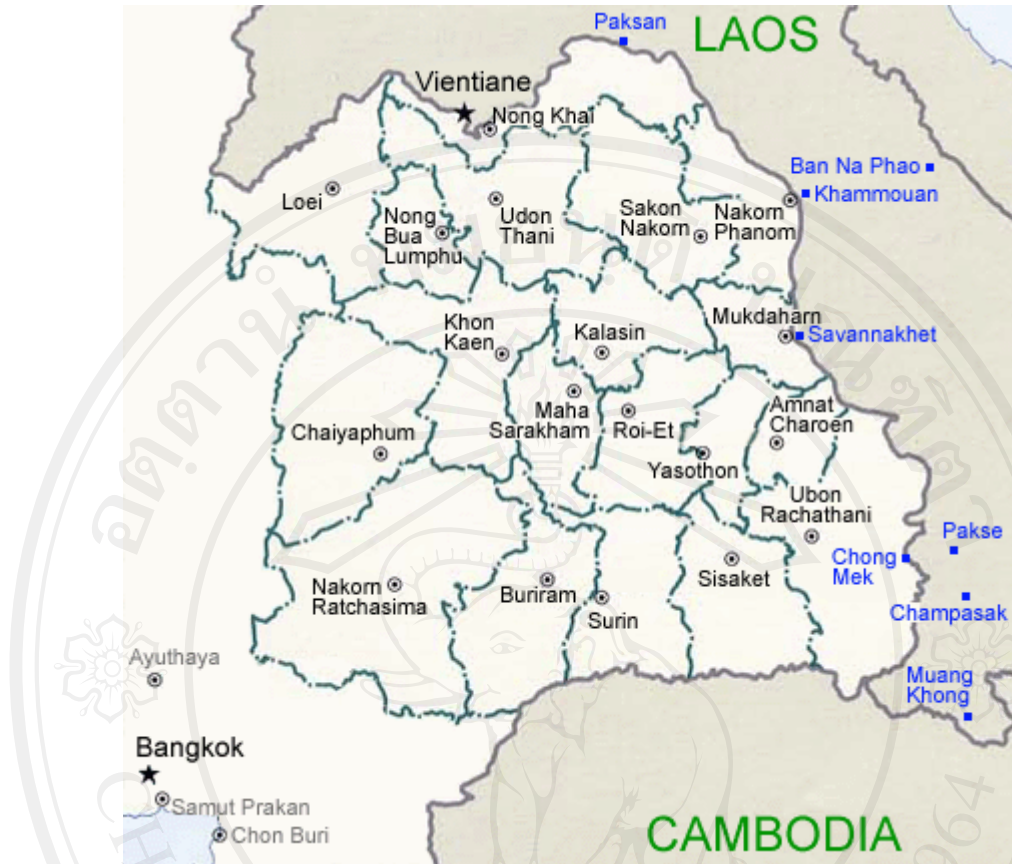 Paksan
LAOS
Vientiane
Nong Khai
Ban Na Phao
Khammouan
Loei
Nong
Bua
Lumphu
Udon
Thani
Sakon
Nakorn
Nakorn
Phanom
Khon
Kaen
Kalasin
Mukdaharn
Savannakhet
Maha
Sarakham
Roi-Et
Amnat
Charoen
Chaiyaphum
Yasothon
Ubon
Rachathani
Pakse
Chong
Mek
Sisaket
Nakorn
Ratchasima
Buriram
Surin
Champasak
Ayuthaya
Muang
Khong
Bangkok
Samut Prakan
Chon Buri
CAMBODIA